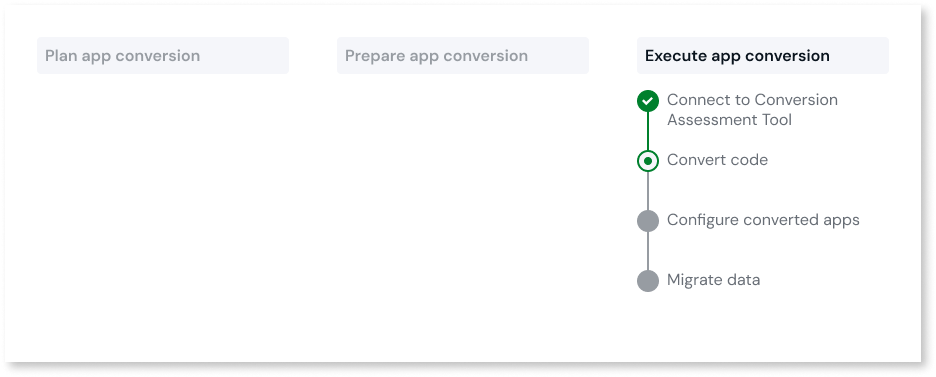 Plan app conversion
Prepare app conversion
Execute app conversion
Connect to Conversion
Assessment Tool
Convert code
Configure converted apps
Migrate data